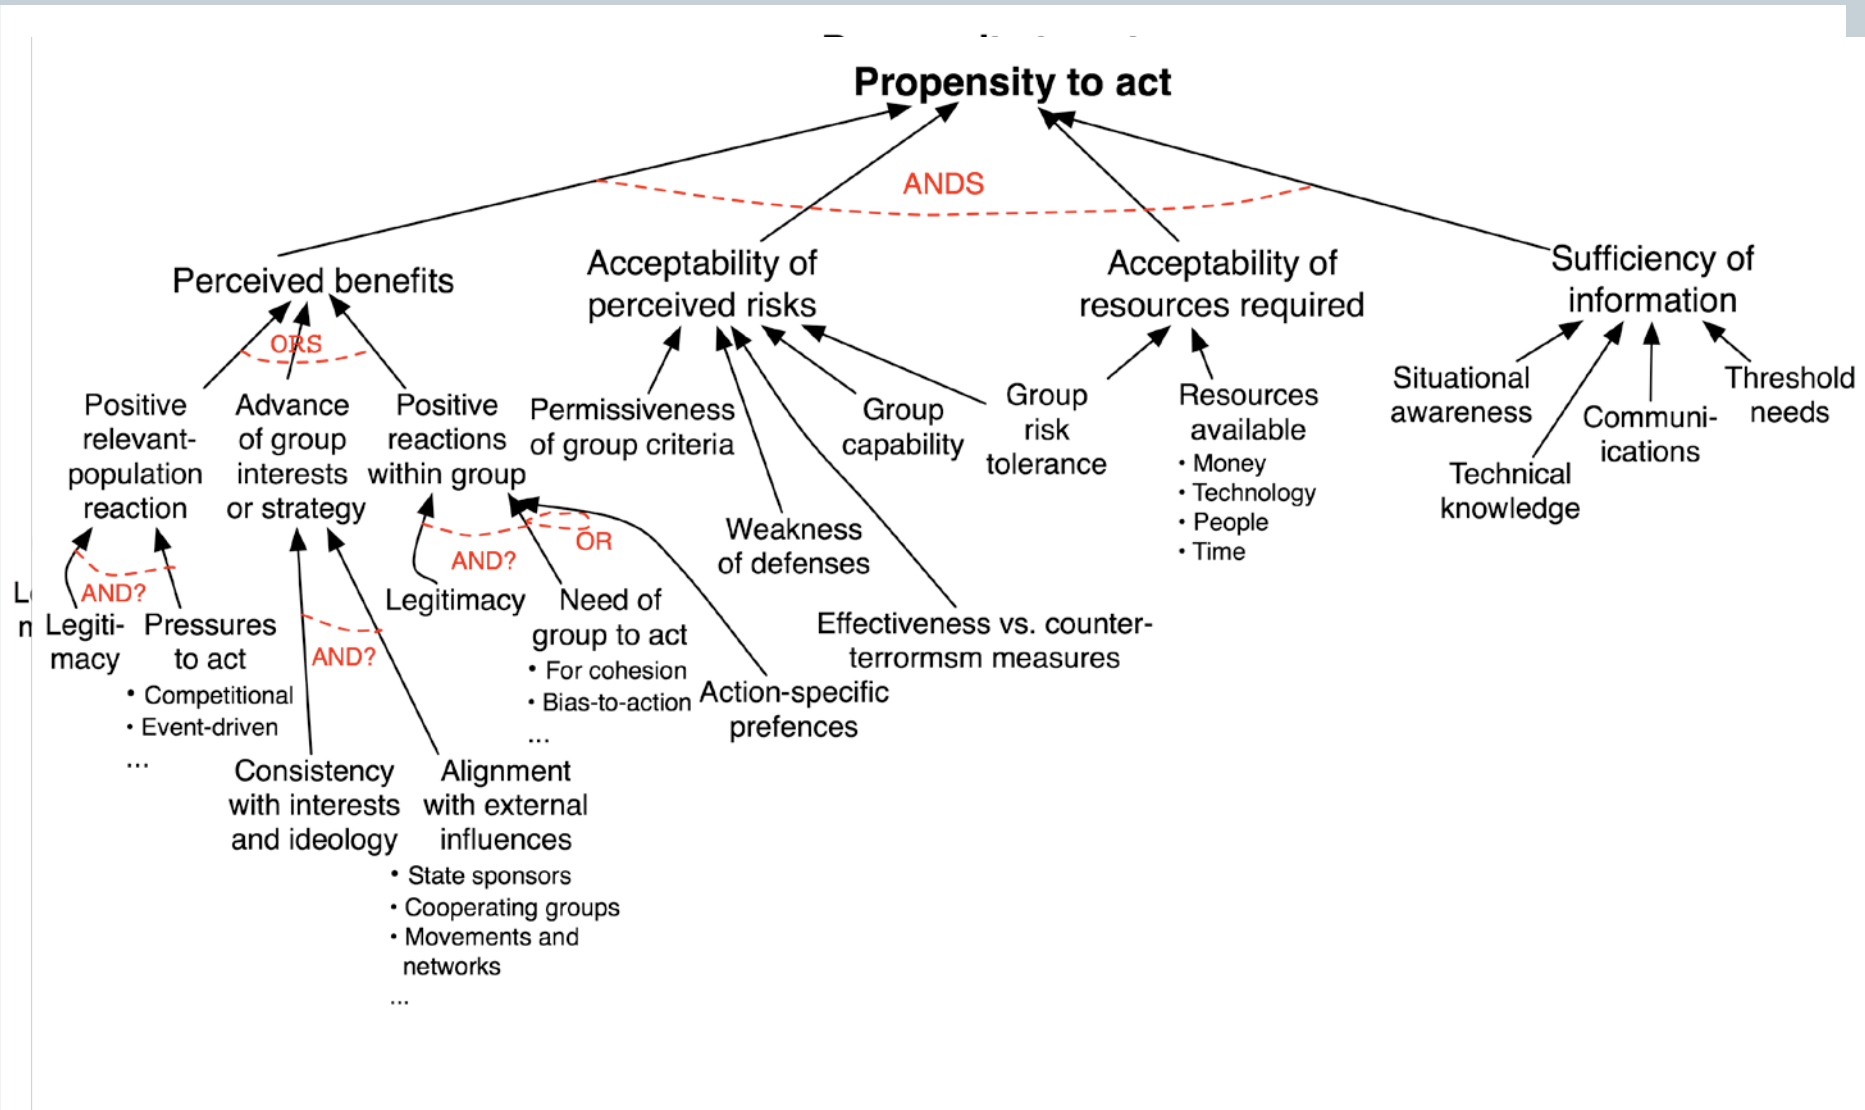 Propensity to act
ANDS
Perceived benefits
Acceptability of
perceived risks
Acceptability of
resources required
Sufficiency of
information
ORS
Positive
relevant-
population
reaction
Advance
of group
interests
or strategy
Positive
reactions
within group
Permissiveness
of group criteria
Group
capability
Group
risk
tolerance
Resources
available
• Money
• Technology
• People
• Time
Situational
awareness
Communi-
ications
Threshold
needs
Technical
knowledge
Weakness
of defenses
Effectiveness vs. counter-
terrormsm measures
AND?
Legiti-
macy
Pressures
to act
• Competitional
• Event-driven
...
AND?
Consistency
with interests
and ideology
Alignment
with external
influences
• State sponsors
• Cooperating groups
• Movements and
networks
...
AND?
OR
Legitimacy
Need of
group to act
• For cohesion
• Bias-to-action
...
Action-specific
prefences